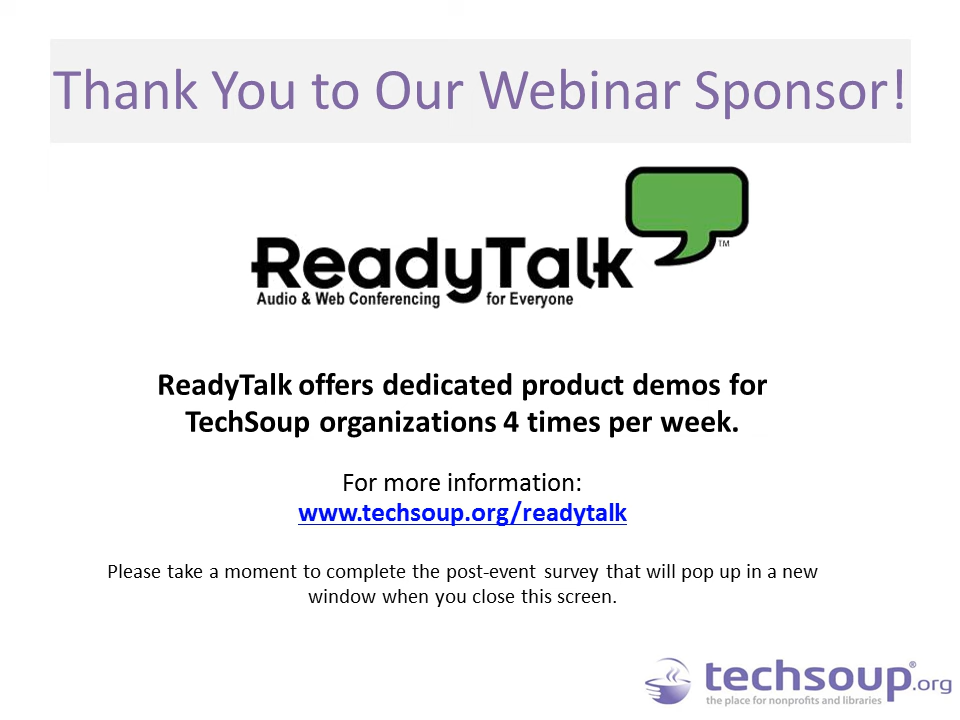 Thank You to Our Webinar Sponsor!
ReadyTalk TM
Audio & Web Conferencing for Everyone
ReadyTalk offers dedicated product demos for
TechSoup organizations 4 times per week.
For more information:
www.techsoup.org/readytalk
Please take a moment to complete the post-event survey that will pop up in a new
window when you close this screen.
techsoup®.org
the place for nonprofits and libraries